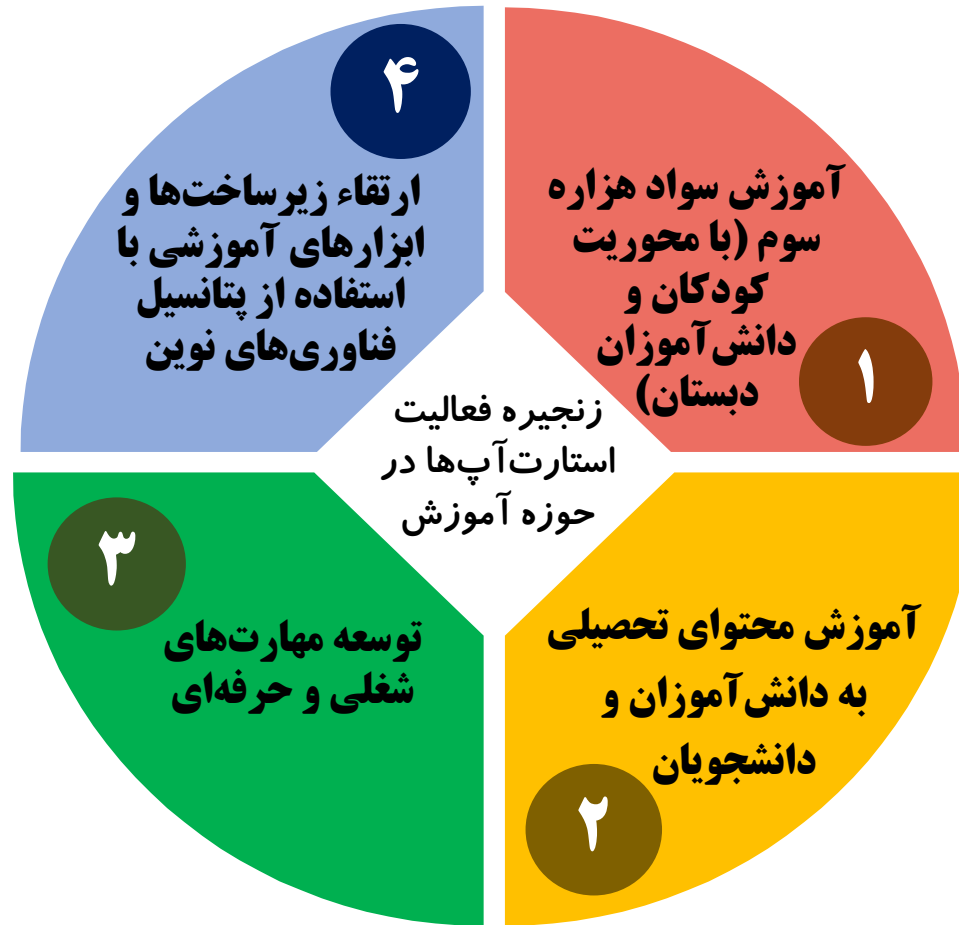 زنجیره فعالیت
استارت‌آپ‌ها در
حوزه آموزش
۱
آموزش سواد هزاره
سوم (با محوریت
کودکان و
دانش‌آموزان
دبستان)
۲
آموزش محتوای تحصیلی
به دانش‌آموزان و
دانشجویان
۳
توسعه مهارت‌های
شغلی و حرفه‌ای
۴
ارتقاء زیرساخت‌ها و
ابزارهای آموزشی با
استفاده از پتانسیل
فناوری‌های نوین